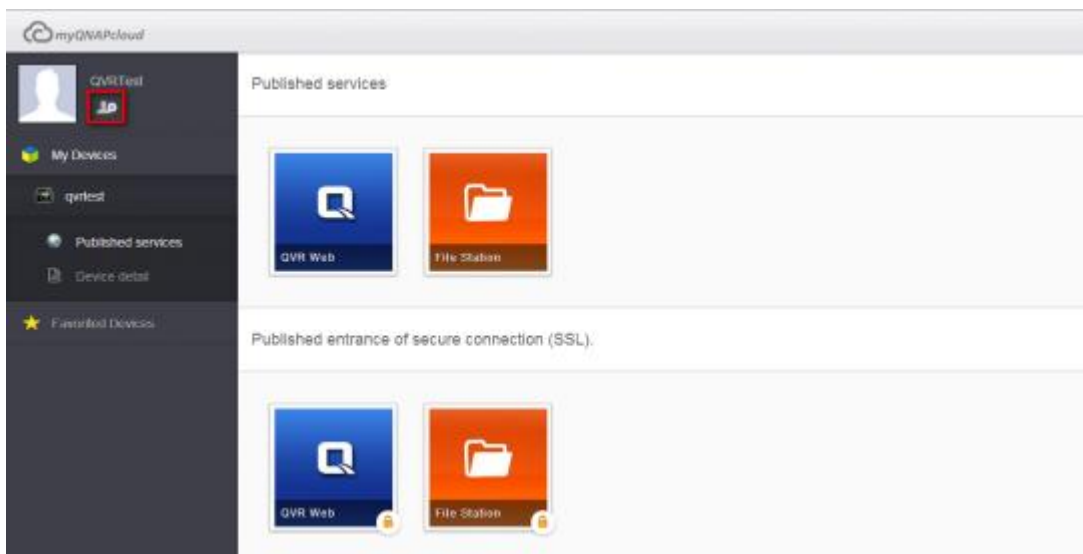 myQNAPcloud
QVRTest
My Devices
qvrtest
Published services
Device detail
Favorited Devices
Published services
QVR Web
File Station
Published entrance of secure connection (SSL).
QVR Web
File Station